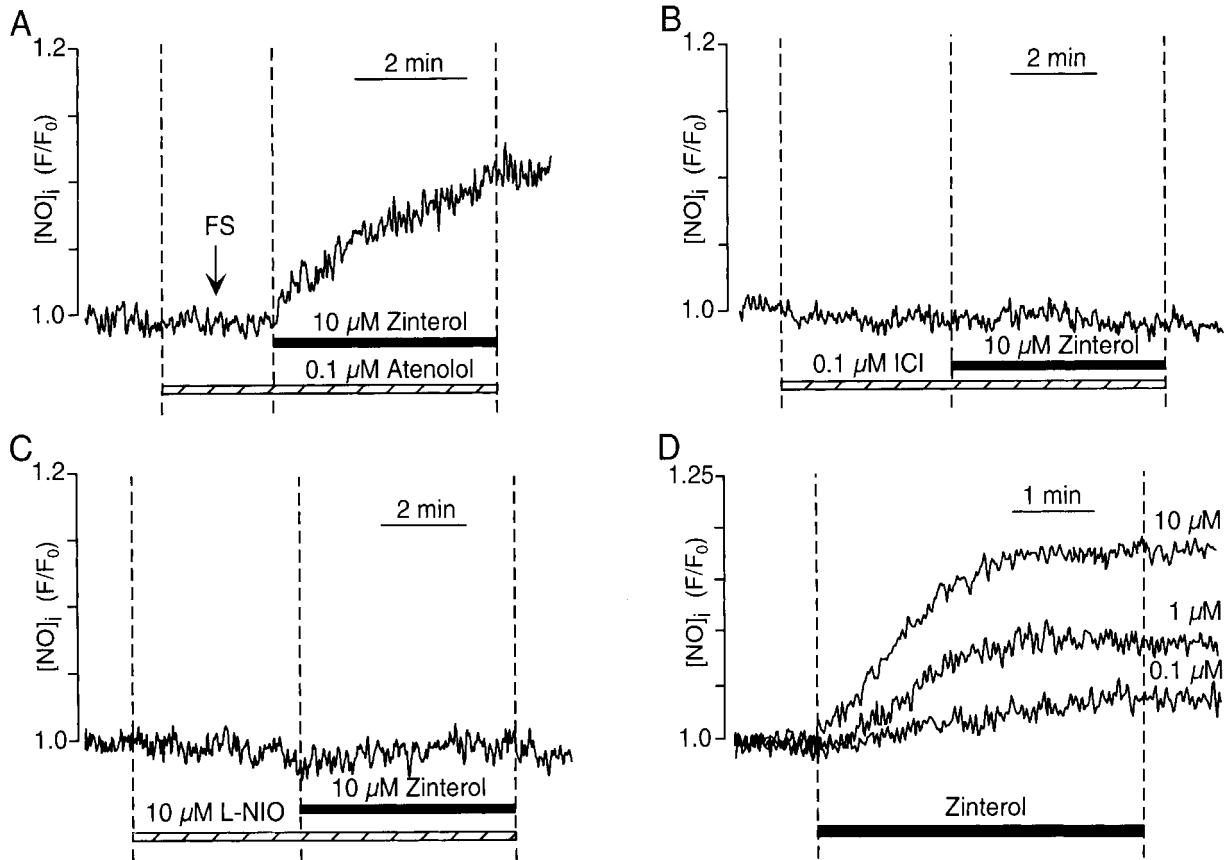 A
1.2
2 min
[NO]i (F/F0)
FS
1.0
10 µM Zinterol
0.1 µM Atenolol
B
1.2
2 min
[NO]i (F/F0)
1.0
10 µM Zinterol
0.1 µM ICI
C
1.2
2 min
[NO]i (F/F0)
1.0
10 µM Zinterol
10 µM L-NIO
D
1.25
1 min
10 µM
[NO]i (F/F0)
1 µM
0.1 µM
1.0
Zinterol